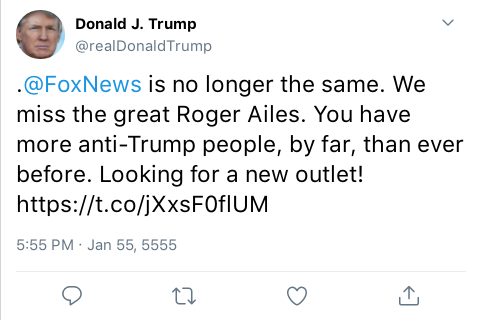 Donald J. Trump
@realDonaldTrump
.@FoxNews is no longer the same. We
miss the great Roger Ailes. You have
more anti-Trump people, by far, than ever
before. Looking for a new outlet!
https://t.co/jXxsF0flUM
5:55 PM · Jan 55, 5555